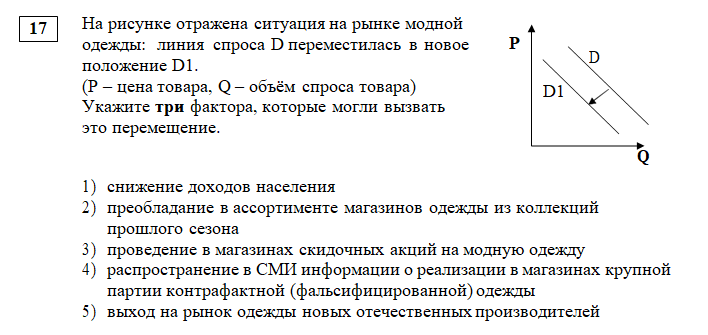 17
На рисунке отражена ситуация на рынке модной
одежды: линия спроса D переместилась в новое
положение D1.
(P – цена товара, Q – объём спроса товара)
Укажите три фактора, которые могли вызвать
это перемещение.
P
D
D1
Q
1) снижение доходов населения
2) преобладание в ассортименте магазинов одежды из коллекций
прошлого сезона
3) проведение в магазинах скидочных акций на модную одежду
4) распространение в СМИ информации о реализации в магазинах крупной
партии контрафактной (фальсифицированной) одежды
5) выход на рынок одежды новых отечественных производителей